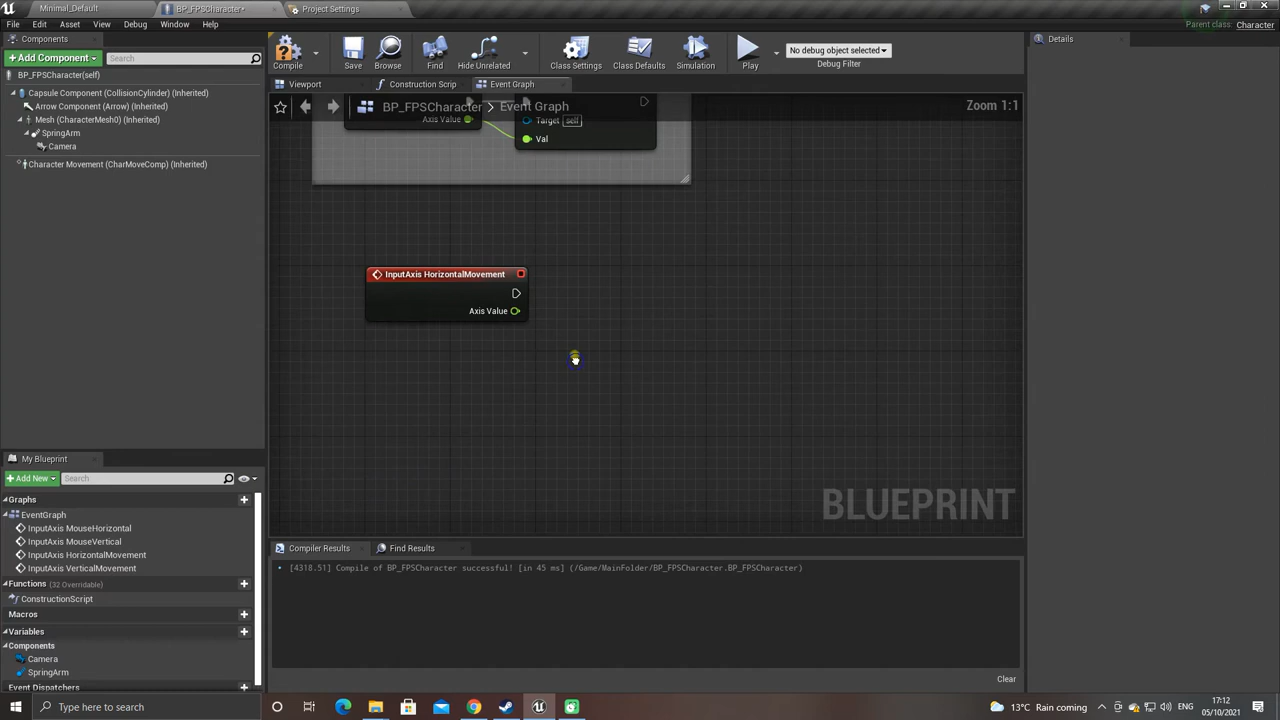 Minimal_Default
BP_FPSCharacter*
Project Settings
File Edit Asset View Debug Window Help
Parent class: Character
Components
+Add Component
Search
BP_FPSCharacter(self)
Capsule Component (CollisionCylinder) (Inherited)
Arrow Component (Arrow) (Inherited)
Mesh (CharacterMesh0) (Inherited)
SpringArm
Camera
Character Movement (CharMoveComp) (Inherited)
Compile
Save
Browse
Find
Hide Unrelated
Class Settings
Class Defaults
Simulation
Play
No debug object selected
Debug Filter
Details
Viewport
Construction Scrip
Event Graph
BP_FPSCharacter > Event Graph
Zoom 1:1
Axis Value
Target self
Val
InputAxis HorizontalMovement
Axis Value
BLUEPRINT
My Blueprint
+Add New
Search
Graphs
EventGraph
InputAxis MouseHorizontal
InputAxis MouseVertical
InputAxis HorizontalMovement
InputAxis VerticalMovement
Functions (32 Overridable)
ConstructionScript
Macros
Variables
Components
Camera
SpringArm
Event Dispatchers
Compiler Results
Find Results
[4318.51] Compile of BP_FPSCharacter successful! [in 45 ms] (/Game/MainFolder/BP_FPSCharacter.BP_FPSCharacter)
Clear
Type here to search
13°C Rain coming
17:12
05/10/2021